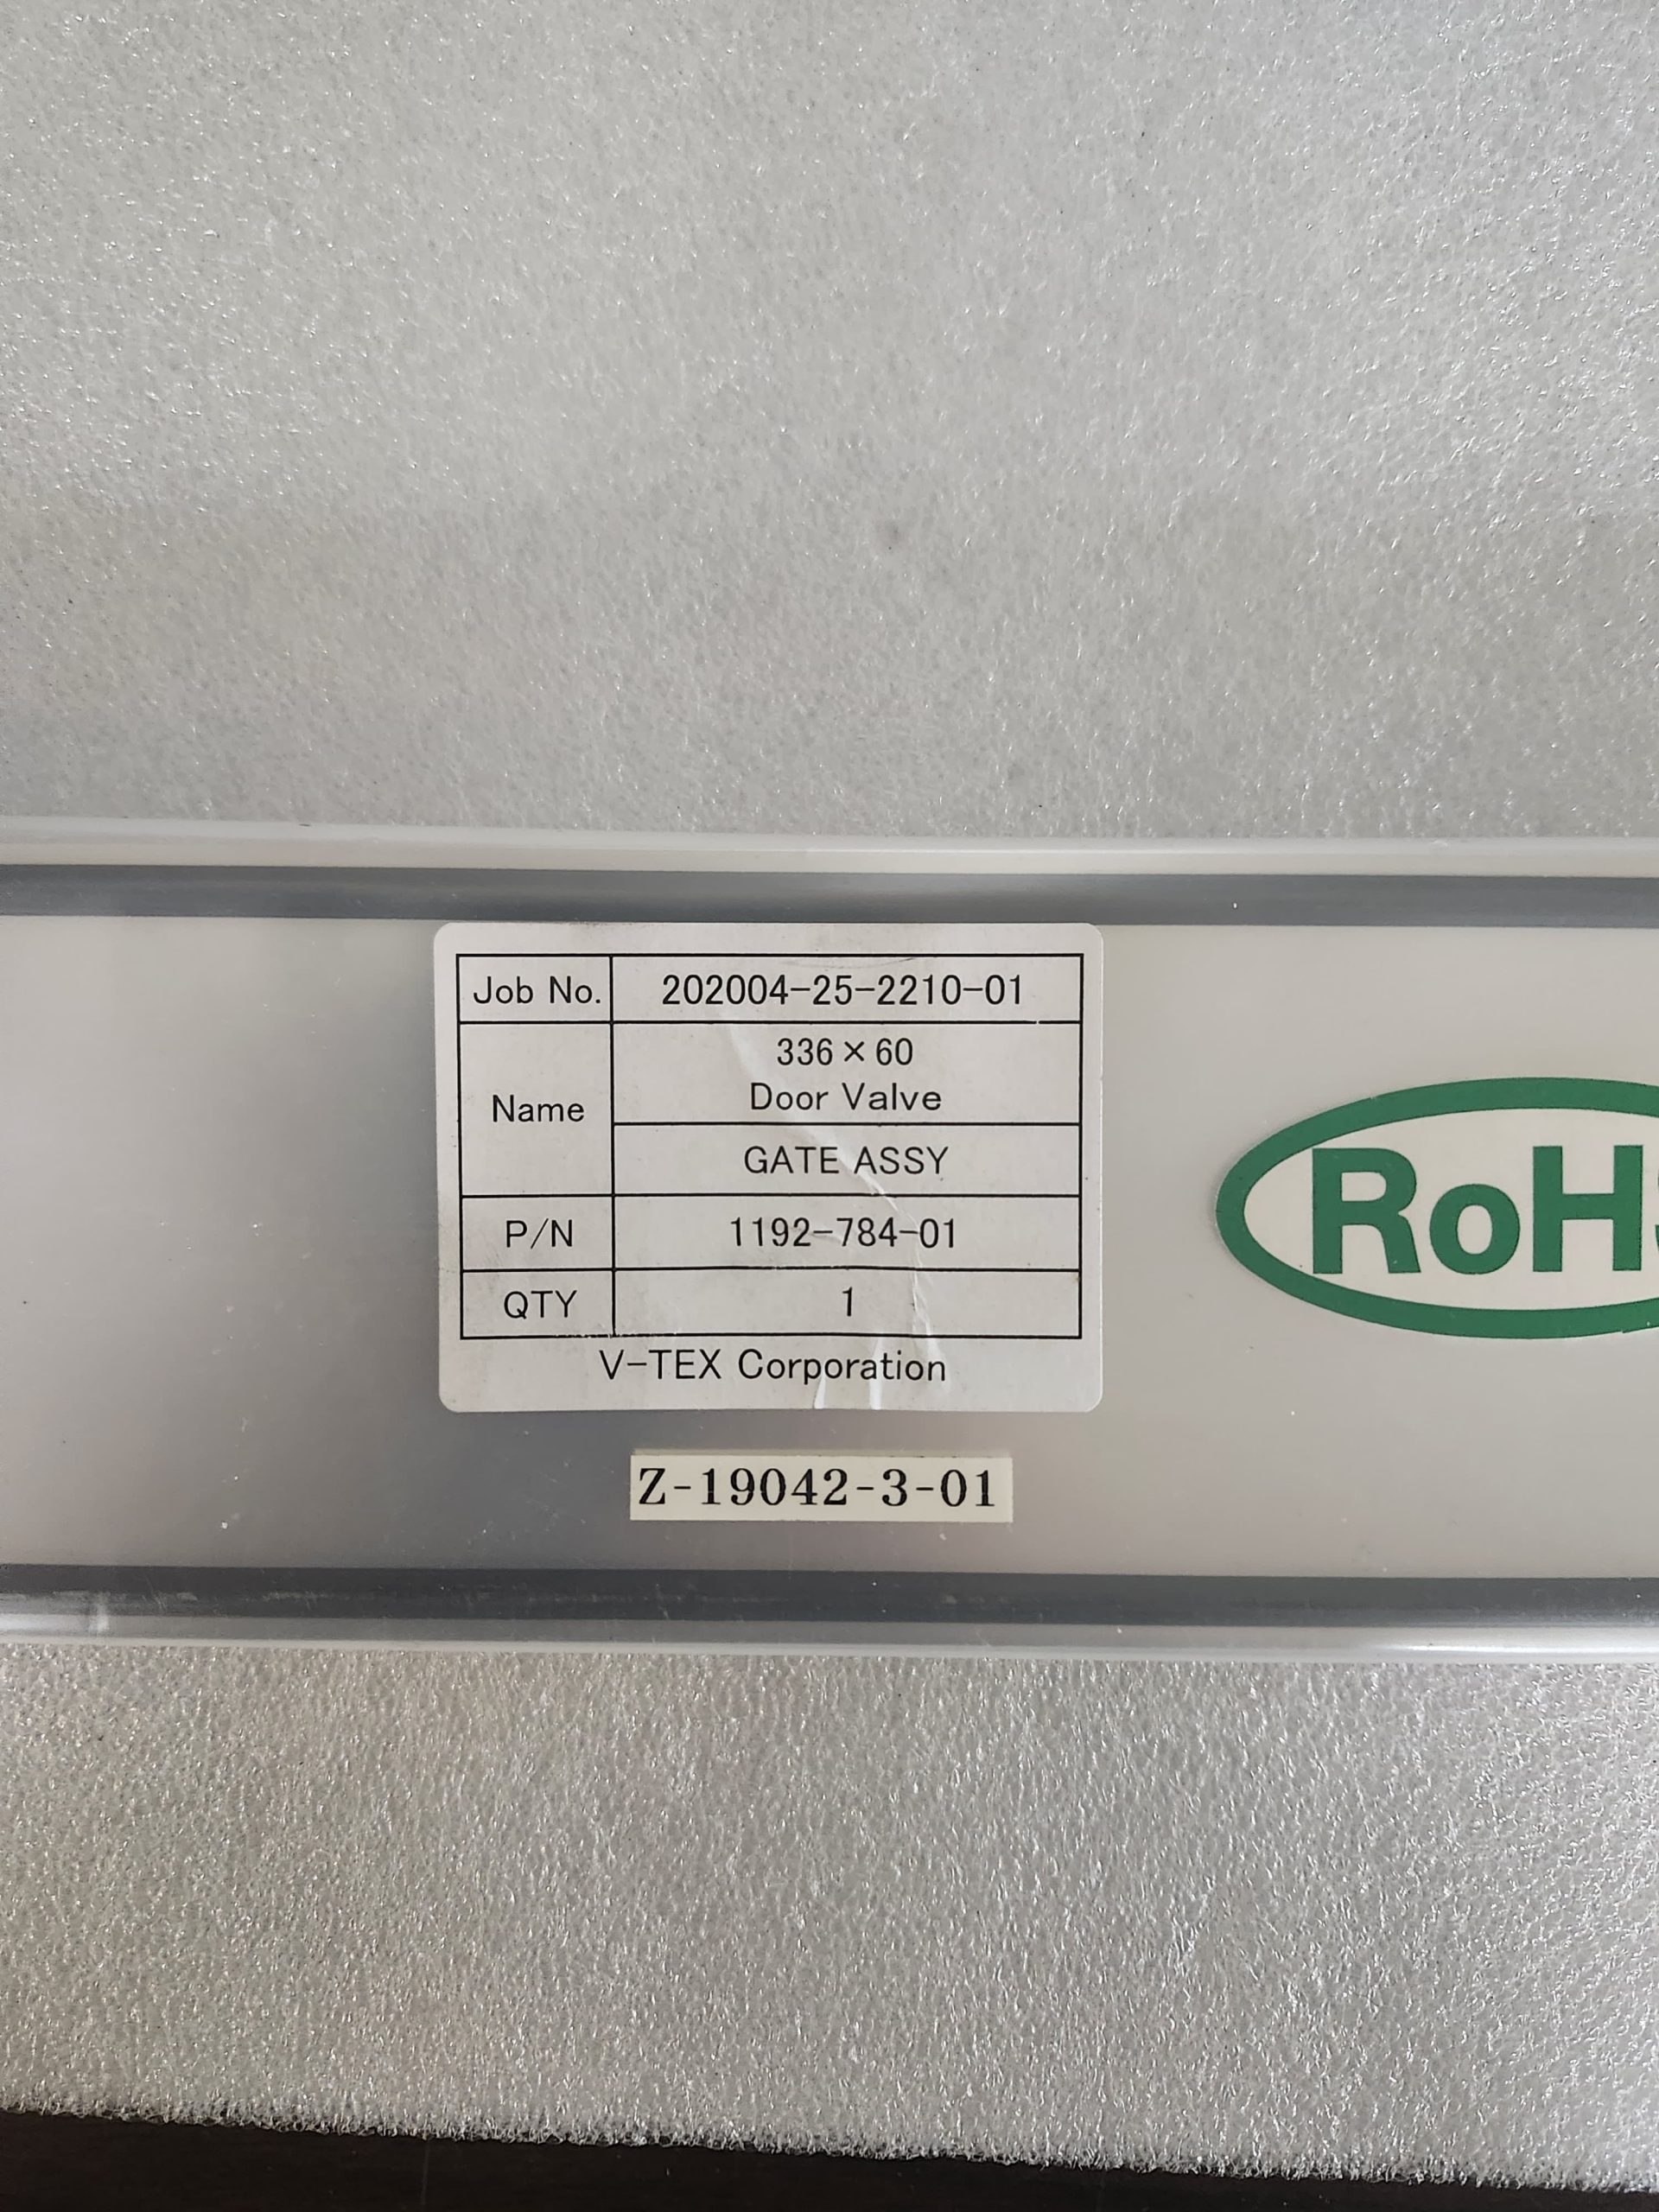 Job No. 202004-25-2210-01
Name 336×60
Door Valve
GATE ASSY
P/N 1192-784-01
QTY 1
V-TEX Corporation
RoHS
Z-19042-3-01